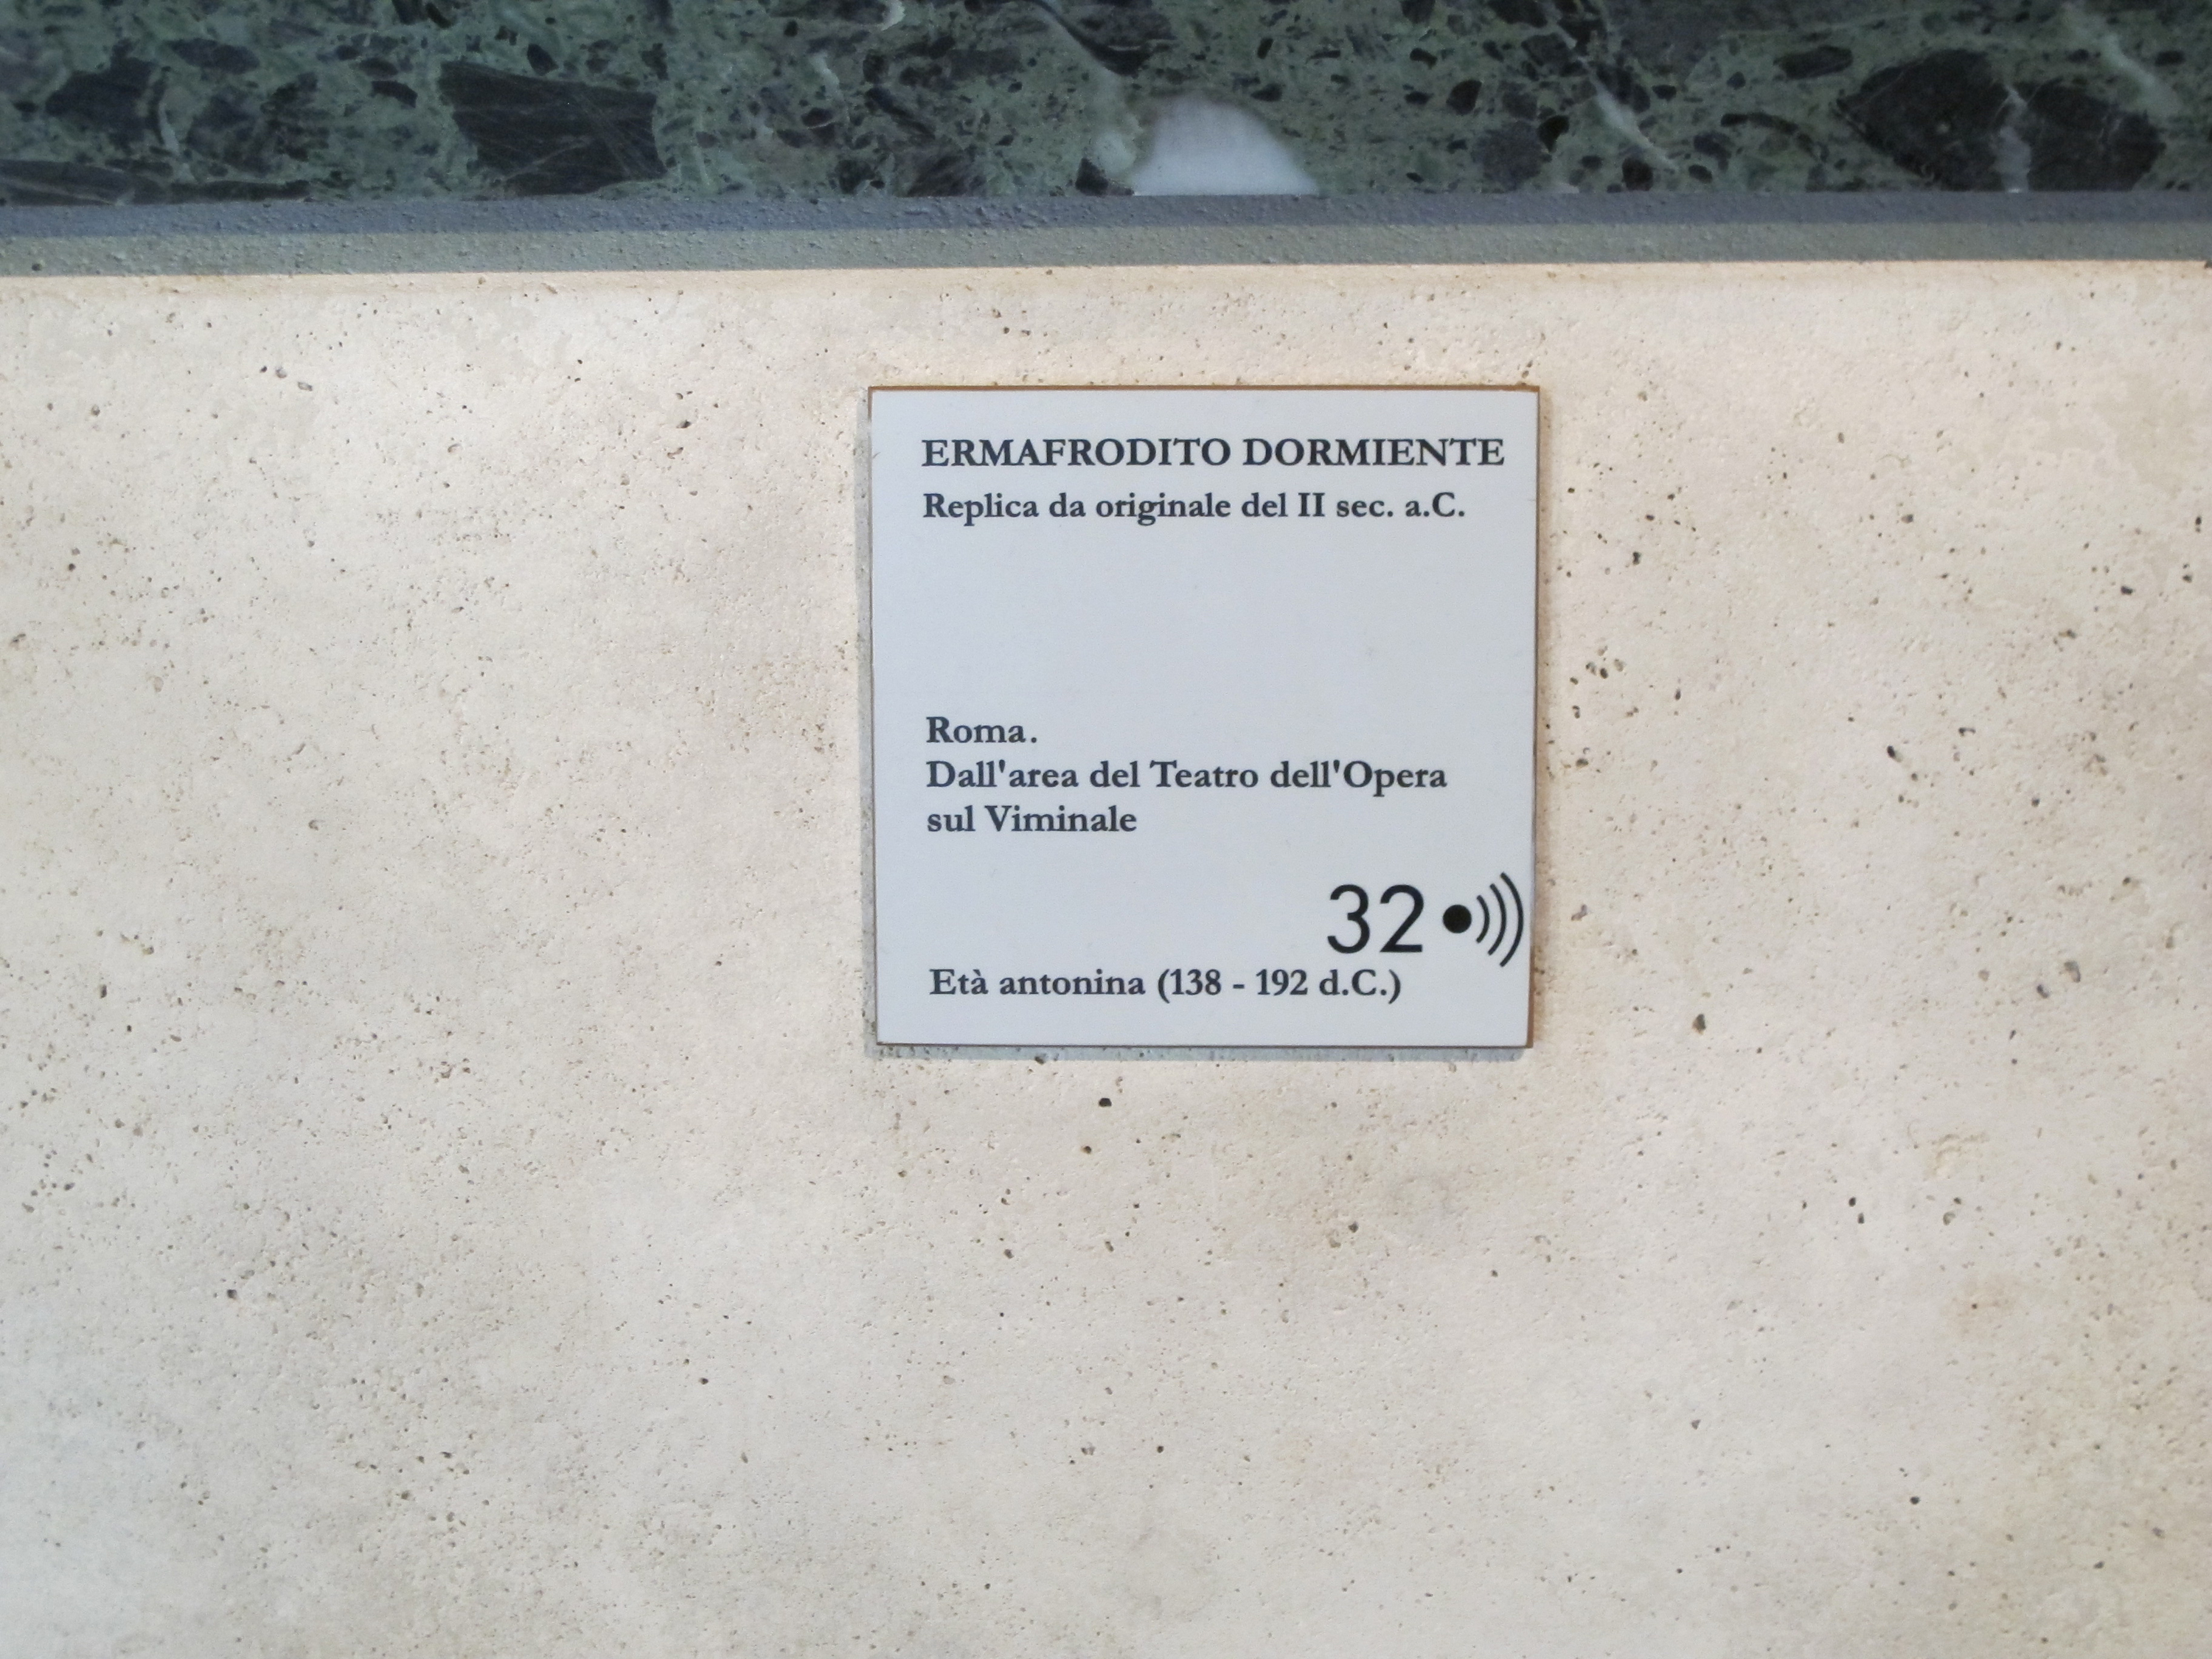 ERMAFRODITO DORMIENTE
Replica da originale del II sec. a.C.
Roma.
Dall'area del Teatro dell'Opera
sul Viminale
32
Età antonina (138 - 192 d.C.)